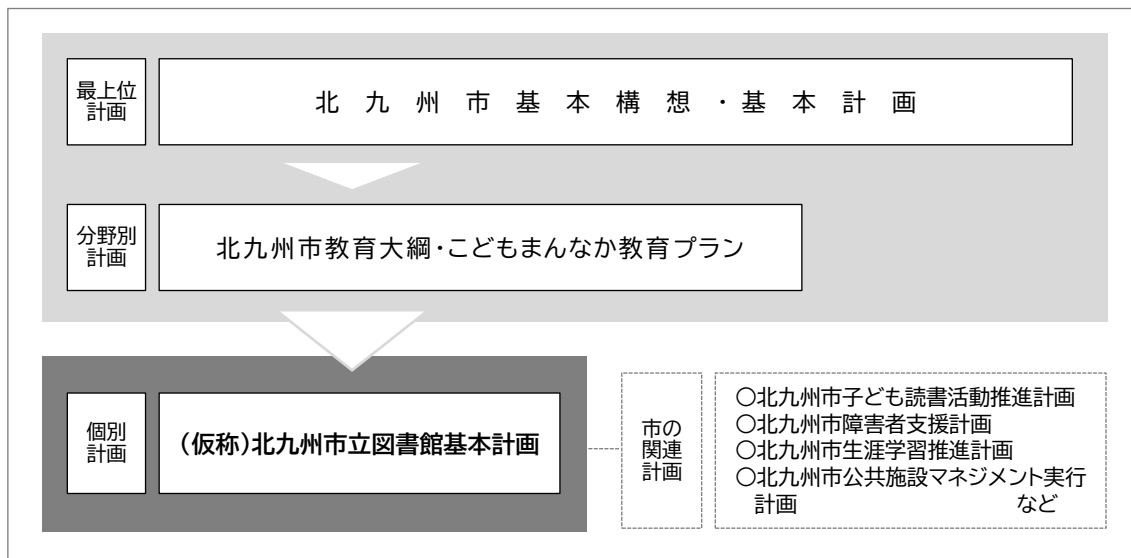 最上位
計画
北九州市基本構想・基本計画
分野別
計画
北九州市教育大綱・こどもまんなか教育プラン
個別
計画
（仮称）北九州市立図書館基本計画
市の
関連
計画
○北九州市子ども読書活動推進計画
○北九州市障害者支援計画
○北九州市生涯学習推進計画
○北九州市公共施設マネジメント実行
計画 など